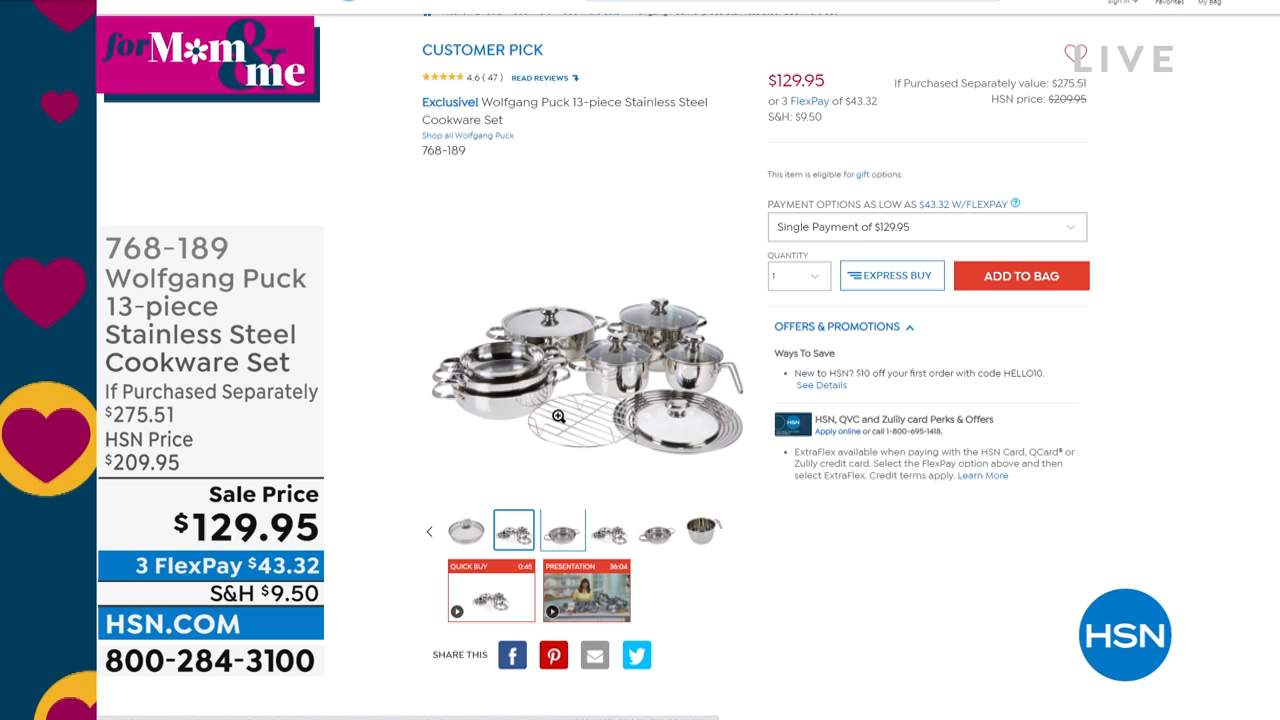 Sign in
Favorites
My Bag
for Mom & me
LIVE
CUSTOMER PICK
4.6 (47) READ REVIEWS
Exclusive! Wolfgang Puck 13-piece Stainless Steel
Cookware Set
Shop all Wolfgang Puck
768-189
$129.95
or 3 FlexPay of $43.32
S&H: $9.50
If Purchased Separately value: $275.51
HSN price: $209.95
This item is eligible for gift options.
PAYMENT OPTIONS AS LOW AS $43.32 W/FLEXPAY ?
Single Payment of $129.95
QUANTITY
1
EXPRESS BUY
ADD TO BAG
OFFERS & PROMOTIONS
Ways To Save
• New to HSN? $10 off your first order with code HELLO10.
See Details
HSN
HSN, QVC and Zulily card Perks & Offers
Apply online or call 1-800-695-1418.
• ExtraFlex available when paying with the HSN Card, QCard® or
Zulily credit card. Select the FlexPay option above and then
select ExtraFlex. Credit terms apply. Learn More
768-189
Wolfgang Puck
13-piece
Stainless Steel
Cookware Set
If Purchased Separately
$275.51
HSN Price
$209.95
Sale Price
$129.95
3 FlexPay $43.32
S&H $9.50
HSN.COM
800-284-3100
QUICK BUY 0:45
PRESENTATION 36:04
SHARE THIS
HSN